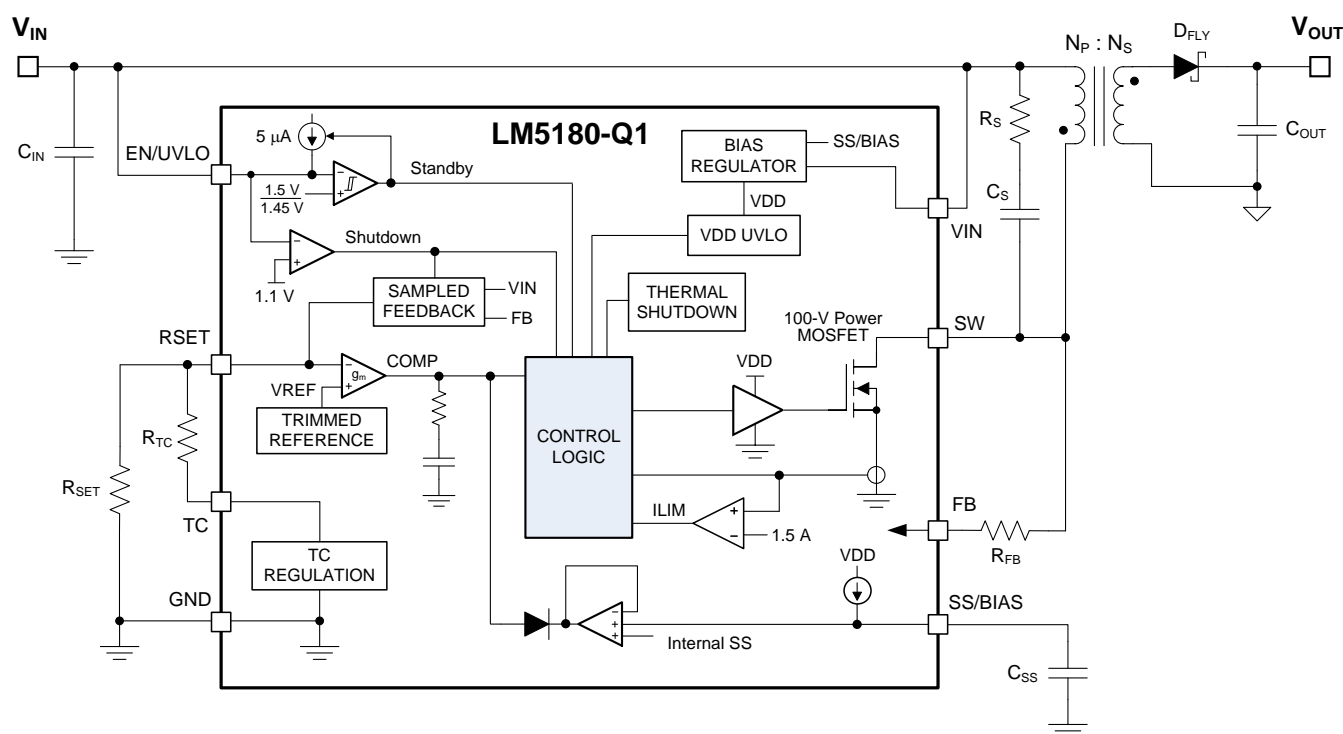 VIN
NP : NS
DFLY
VOUT
LM5180-Q1
5 μA
RS
CIN
EN/UVLO
BIAS
REGULATOR
SS/BIAS
COUT
Standby
1.5 V
1.45 V
CS
VDD
VIN
Shutdown
VDD UVLO
1.1 V
SAMPLED
FEEDBACK
VIN
FB
THERMAL
SHUTDOWN
100-V Power
MOSFET
SW
RSET
COMP
gm
VDD
VREF
TRIMMED
REFERENCE
RTC
CONTROL
LOGIC
RSET
ILIM
FB
TC
1.5 A
RFB
TC
REGULATION
VDD
GND
SS/BIAS
Internal SS
CSS